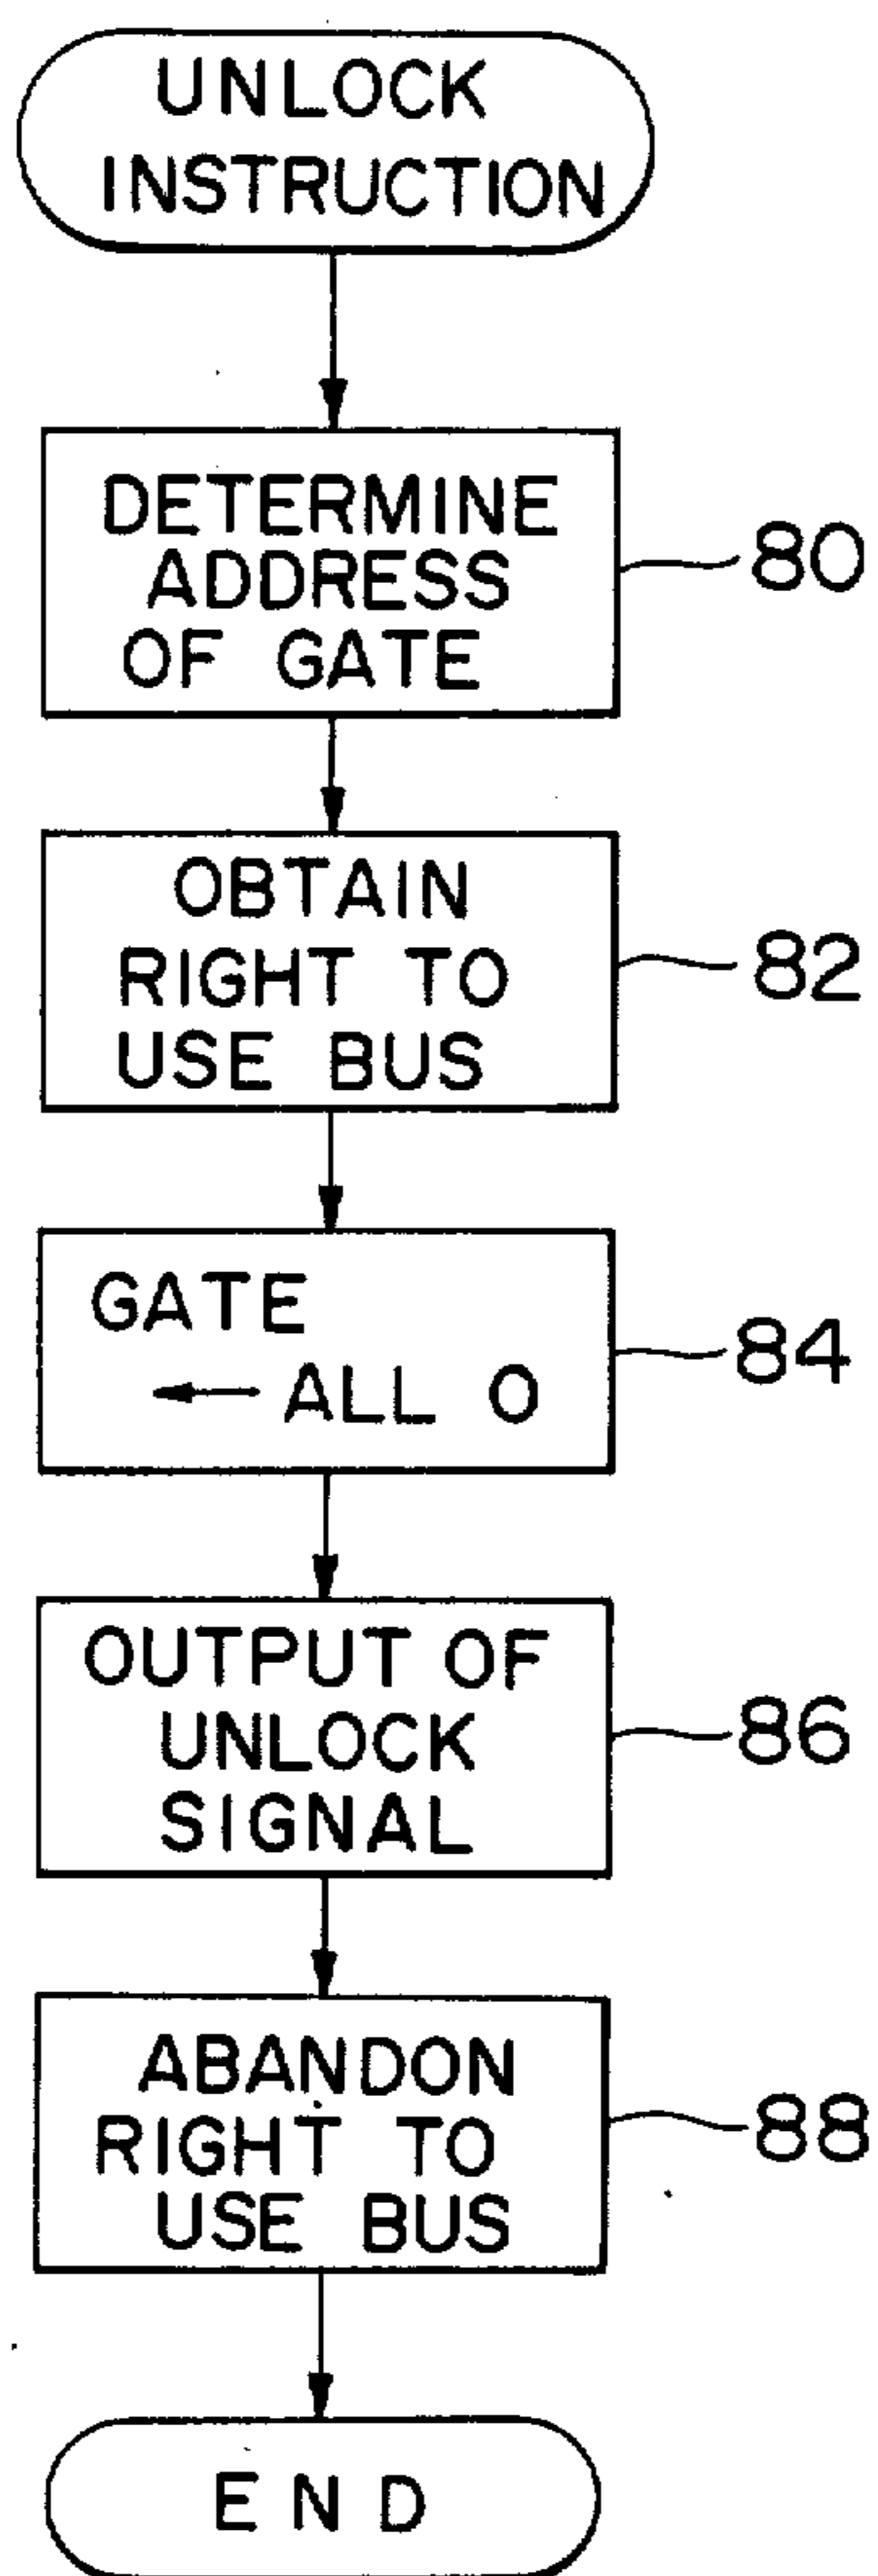 UNLOCK
INSTRUCTION
DETERMINE
ADDRESS
OF GATE
80
OBTAIN
RIGHT TO
USE BUS
82
GATE
← ALL 0
84
OUTPUT OF
UNLOCK
SIGNAL
86
ABANDON
RIGHT TO
USE BUS
88
END